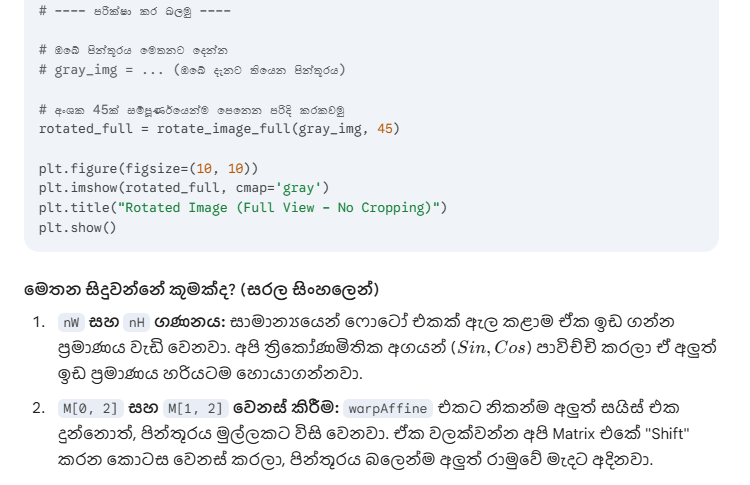 # ---- පරීක්ෂා කර බලමු ----
# ඔබේ පින්තූරය මෙතනට දෙන්න
# gray_img = ... (ඔබේ දැනට තියෙන පින්තූරය)
# අංශක 45ක් සම්පූර්ණයෙන්ම පෙනෙන පරිදි කරකවමු
rotated_full = rotate_image_full(gray_img, 45)
plt.figure(figsize=(10, 10))
plt.imshow(rotated_full, cmap='gray')
plt.title("Rotated Image (Full View – No Cropping)")
plt.show()
මෙතන සිදුවන්නේ කුමක්ද? (සරල සිංහලෙන්)
1. nW සහ nH ගණනය: සාමාන්‍යයෙන් ෆොටෝ එකක් ඇල කළාම ඒක ඉඩ ගන්න
ප්‍රමාණය වැඩි වෙනවා. අපි ත්‍රිකෝණමිතික අගයන් (Sin, Cos) පාවිච්චි කරලා ඒ අලුත්
ඉඩ ප්‍රමාණය හරියටම හොයාගන්නවා.
2. M[0, 2] සහ M[1, 2] වෙනස් කිරීම: warpAffine එකට නිකන්ම අලුත් සයිස් එක
දුන්නොත්, පින්තූරය මුල්ලකට විසි වෙනවා. ඒක වලක්වන්න අපි Matrix එකේ "Shift"
කරන කොටස වෙනස් කරලා, පින්තූරය බලෙන්ම අලුත් රාමුවේ මැදට අදිනවා.